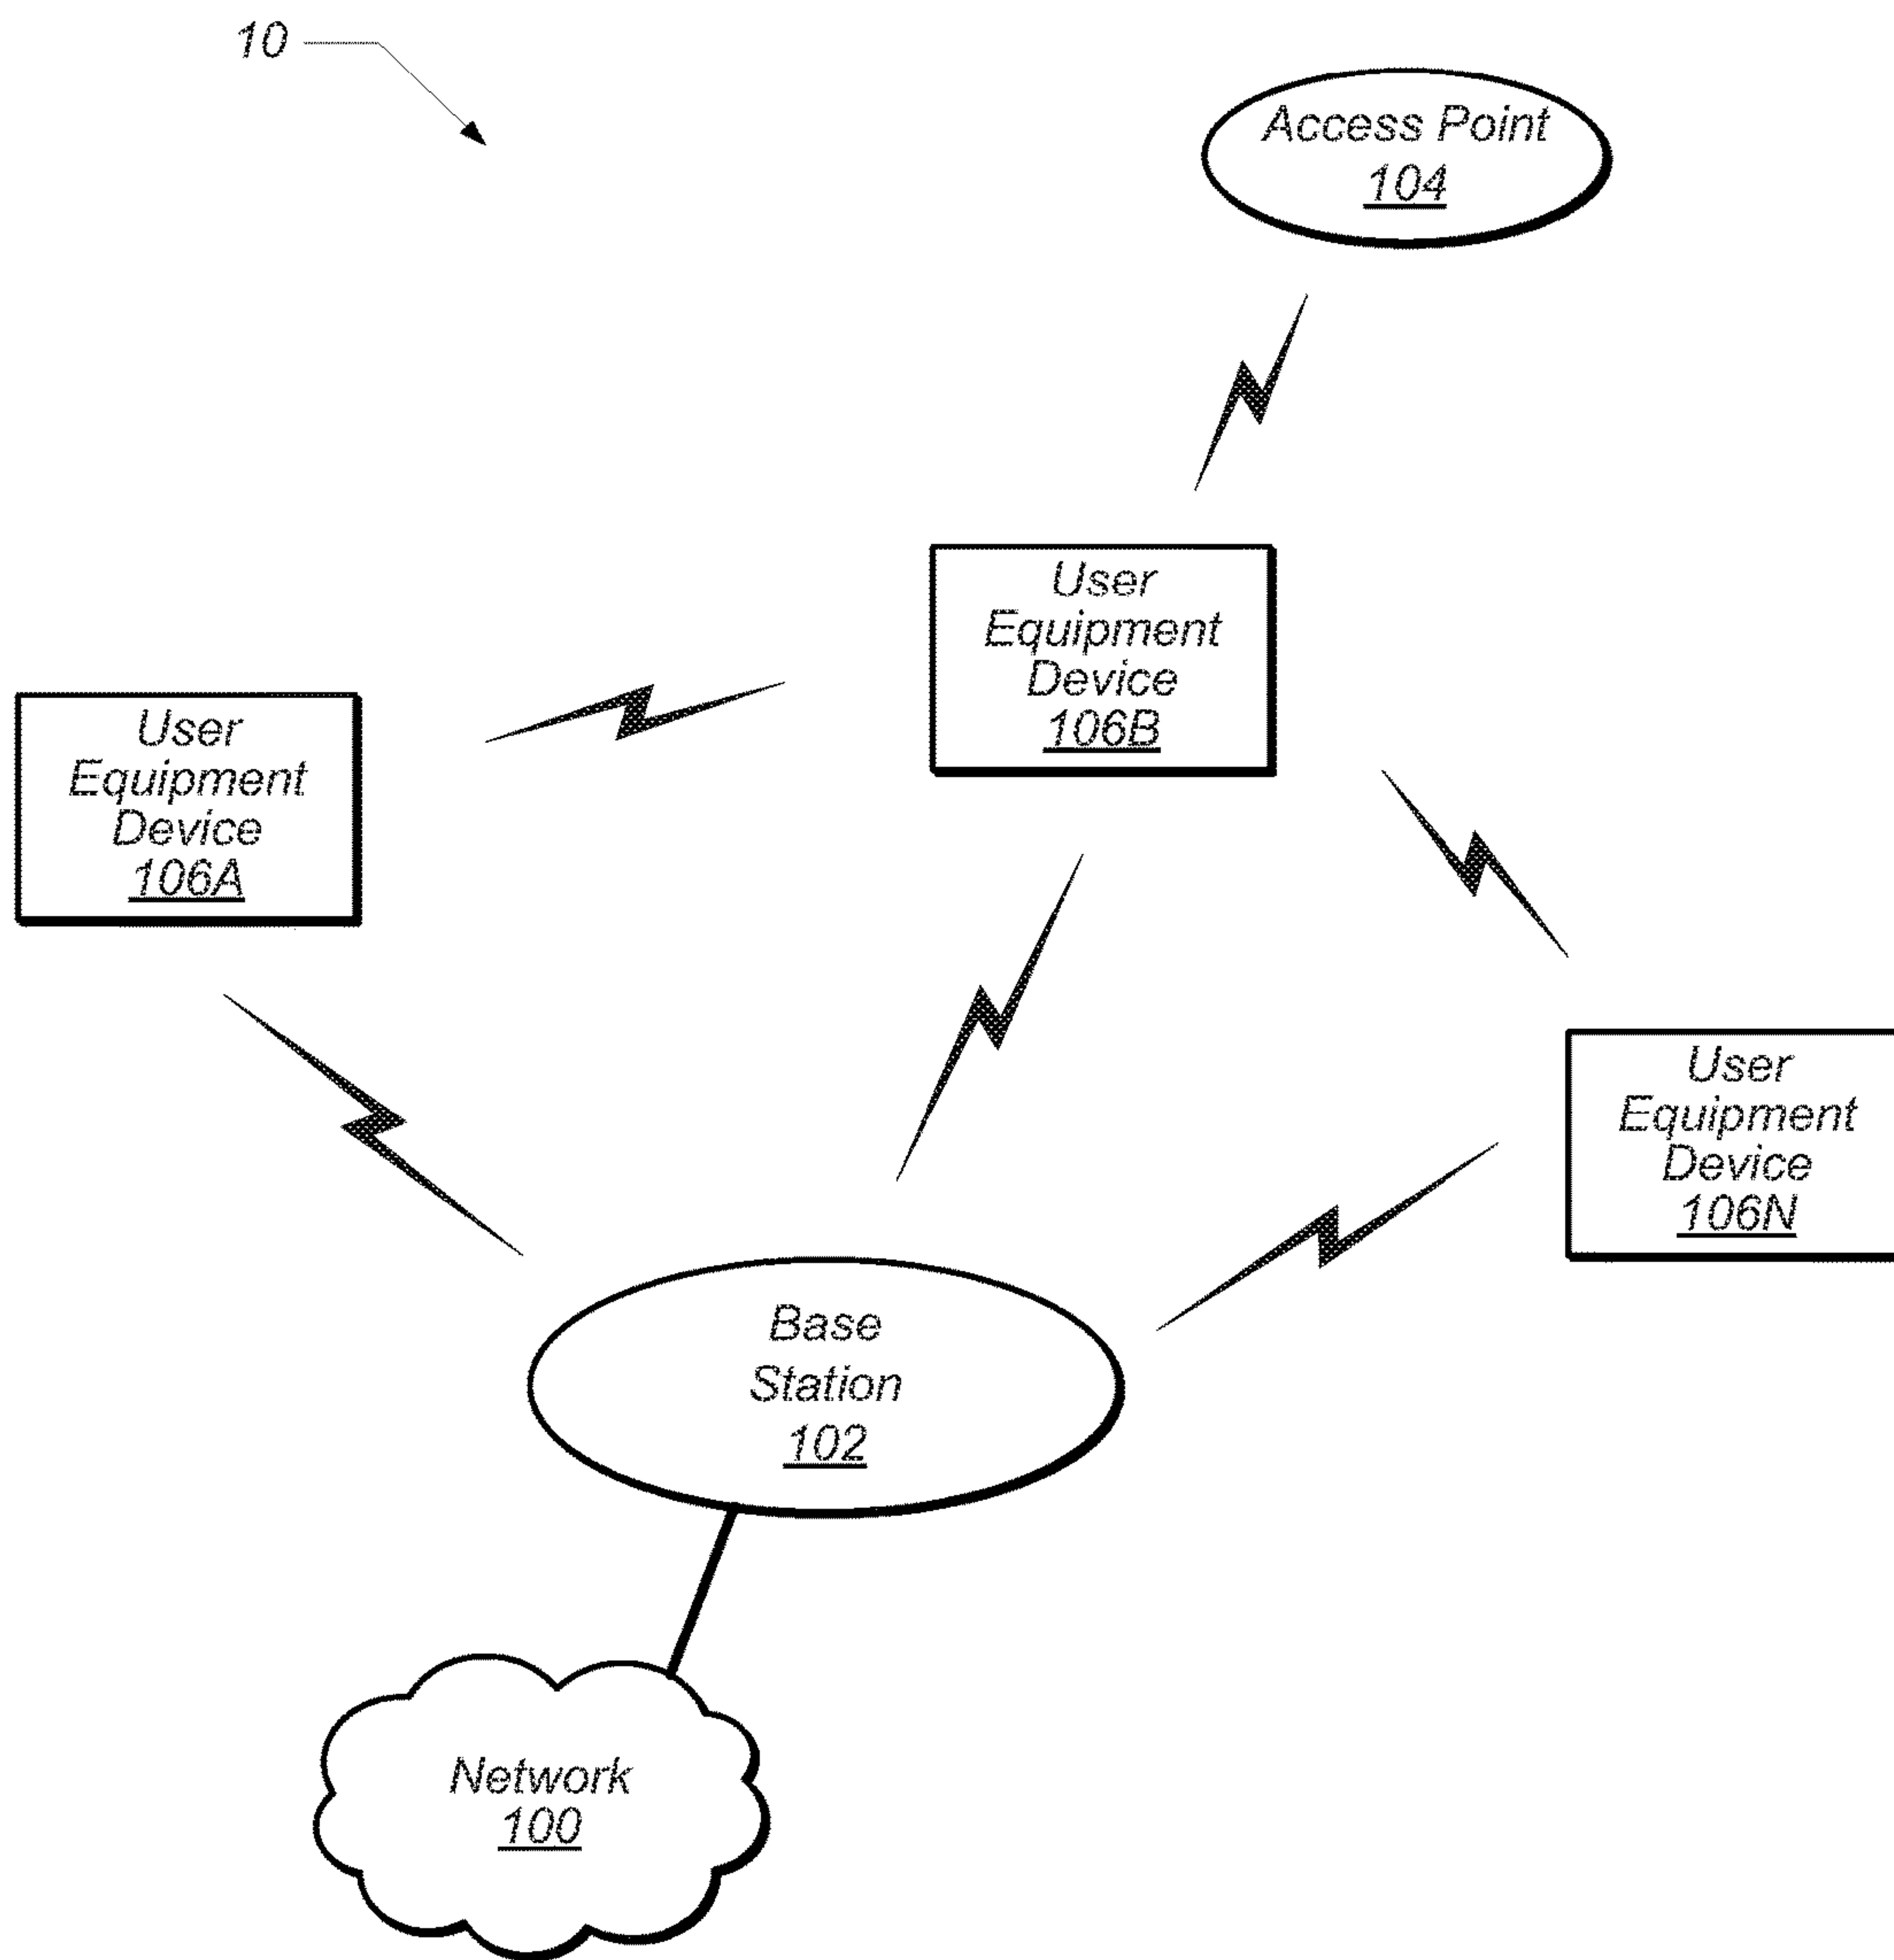 10
Access Point
104
User
Equipment
Device
106B
User
Equipment
Device
106A
User
Equipment
Device
106N
Base
Station
102
Network
100